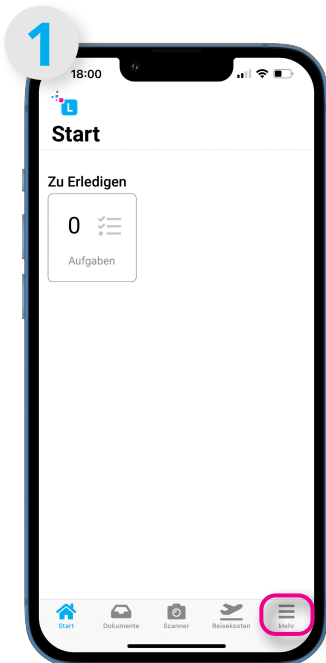 1
18:00
L
Start
Zu Erledigen
0
Aufgaben
Start Dokumente Scanner Reisekosten Mehr